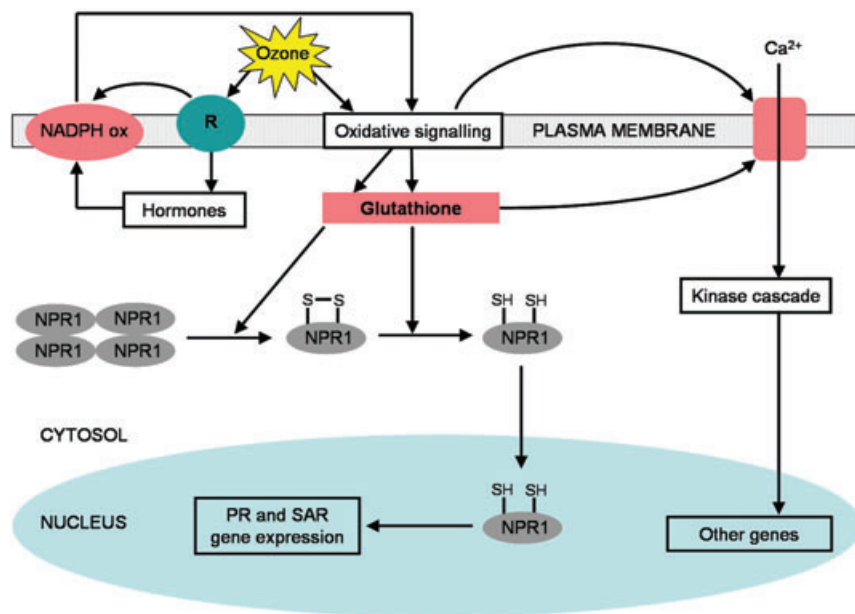 Ozone
Ca²⁺
NADPH ox
R
Oxidative signalling
PLASMA MEMBRANE
Hormones
Glutathione
Kinase cascade
NPR1 NPR1
NPR1 NPR1
S–S
NPR1
SH SH
NPR1
CYTOSOL
NUCLEUS
PR and SAR
gene expression
SH SH
NPR1
Other genes